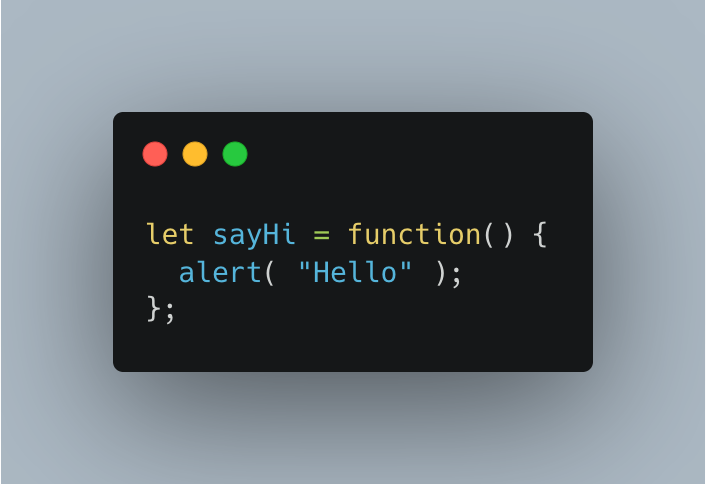 let sayHi = function() {
  alert( "Hello" );
};